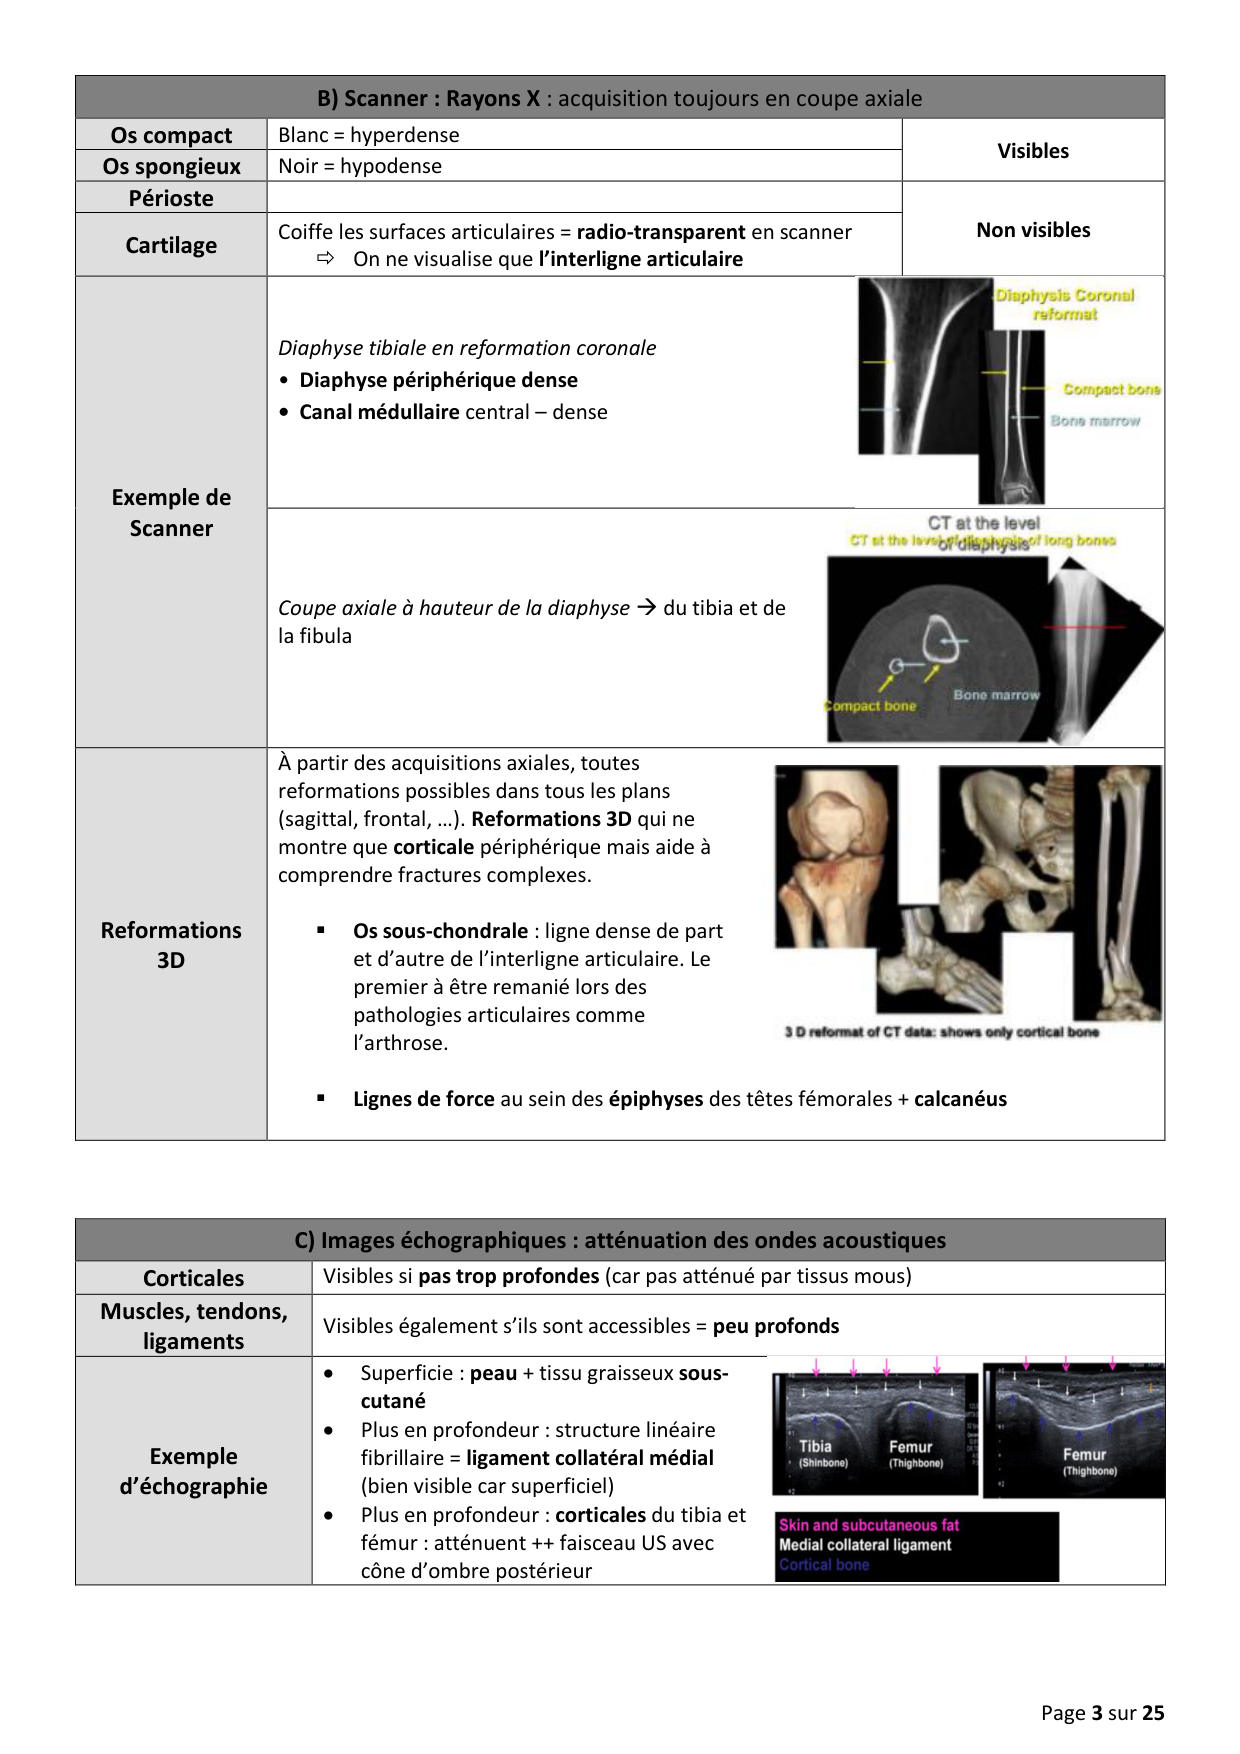 B) Scanner : Rayons X : acquisition toujours en coupe axiale
Os compact
Blanc = hyperdense
Visibles
Os spongieux
Noir = hypodense
Périoste
Non visibles
Cartilage
Coiffe les surfaces articulaires = radio-transparent en scanner
⇨ On ne visualise que l'interligne articulaire
Exemple de
Scanner
Diaphyse tibiale en reformation coronale
• Diaphyse périphérique dense
• Canal médullaire central – dense
Diaphysis Coronal
reformat
Compact bone
Bone marrow
Coupe axiale à hauteur de la diaphyse → du tibia et de
la fibula
CT at the level
of diaphysis
CT at the level of diaphysis of long bones
Bone marrow
Compact bone
Reformations
3D
À partir des acquisitions axiales, toutes
reformations possibles dans tous les plans
(sagittal, frontal, …). Reformations 3D qui ne
montre que corticale périphérique mais aide à
comprendre fractures complexes.
▪ Os sous-chondrale : ligne dense de part
et d'autre de l'interligne articulaire. Le
premier à être remanié lors des
pathologies articulaires comme
l'arthrose.
3 D reformat of CT data: shows only cortical bone
▪ Lignes de force au sein des épiphyses des têtes fémorales + calcanéus
C) Images échographiques : atténuation des ondes acoustiques
Corticales
Visibles si pas trop profondes (car pas atténué par tissus mous)
Muscles, tendons,
ligaments
Visibles également s'ils sont accessibles = peu profonds
Exemple
d'échographie
• Superficie : peau + tissu graisseux sous-
cutané
• Plus en profondeur : structure linéaire
fibrillaire = ligament collatéral médial
(bien visible car superficiel)
• Plus en profondeur : corticales du tibia et
fémur : atténuent ++ faisceau US avec
cône d'ombre postérieur
Tibia
(Shinbone)
Femur
(Thighbone)
Femur
(Thighbone)
Skin and subcutaneous fat
Medial collateral ligament
Cortical bone
Page 3 sur 25